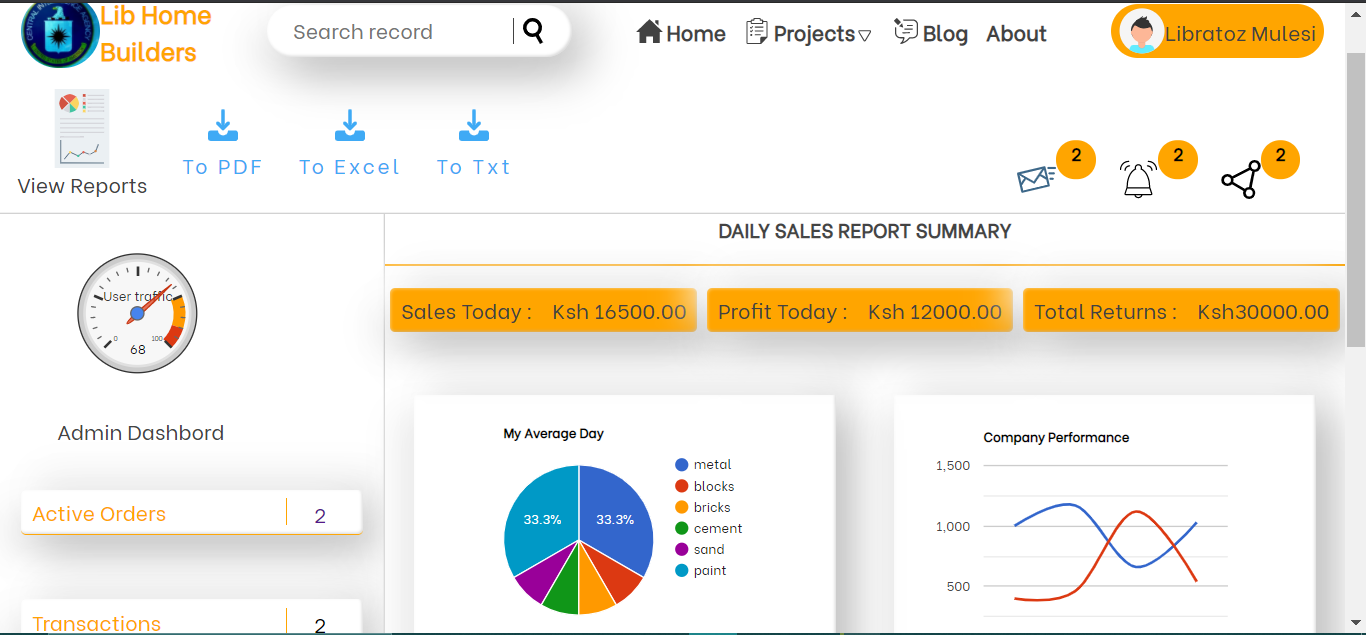 Lib Home
Builders
Search record
Home
Projects
Blog
About
Libratoz Mulesi
View Reports
To PDF
To Excel
To Txt
2
2
2
DAILY SALES REPORT SUMMARY
User traffic
0
100
68
Sales Today : Ksh 16500.00
Profit Today : Ksh 12000.00
Total Returns : Ksh30000.00
Admin Dashbord
Active Orders 2
Transactions 2
My Average Day
33.3%
33.3%
metal
blocks
bricks
cement
sand
paint
Company Performance
1,500
1,000
500